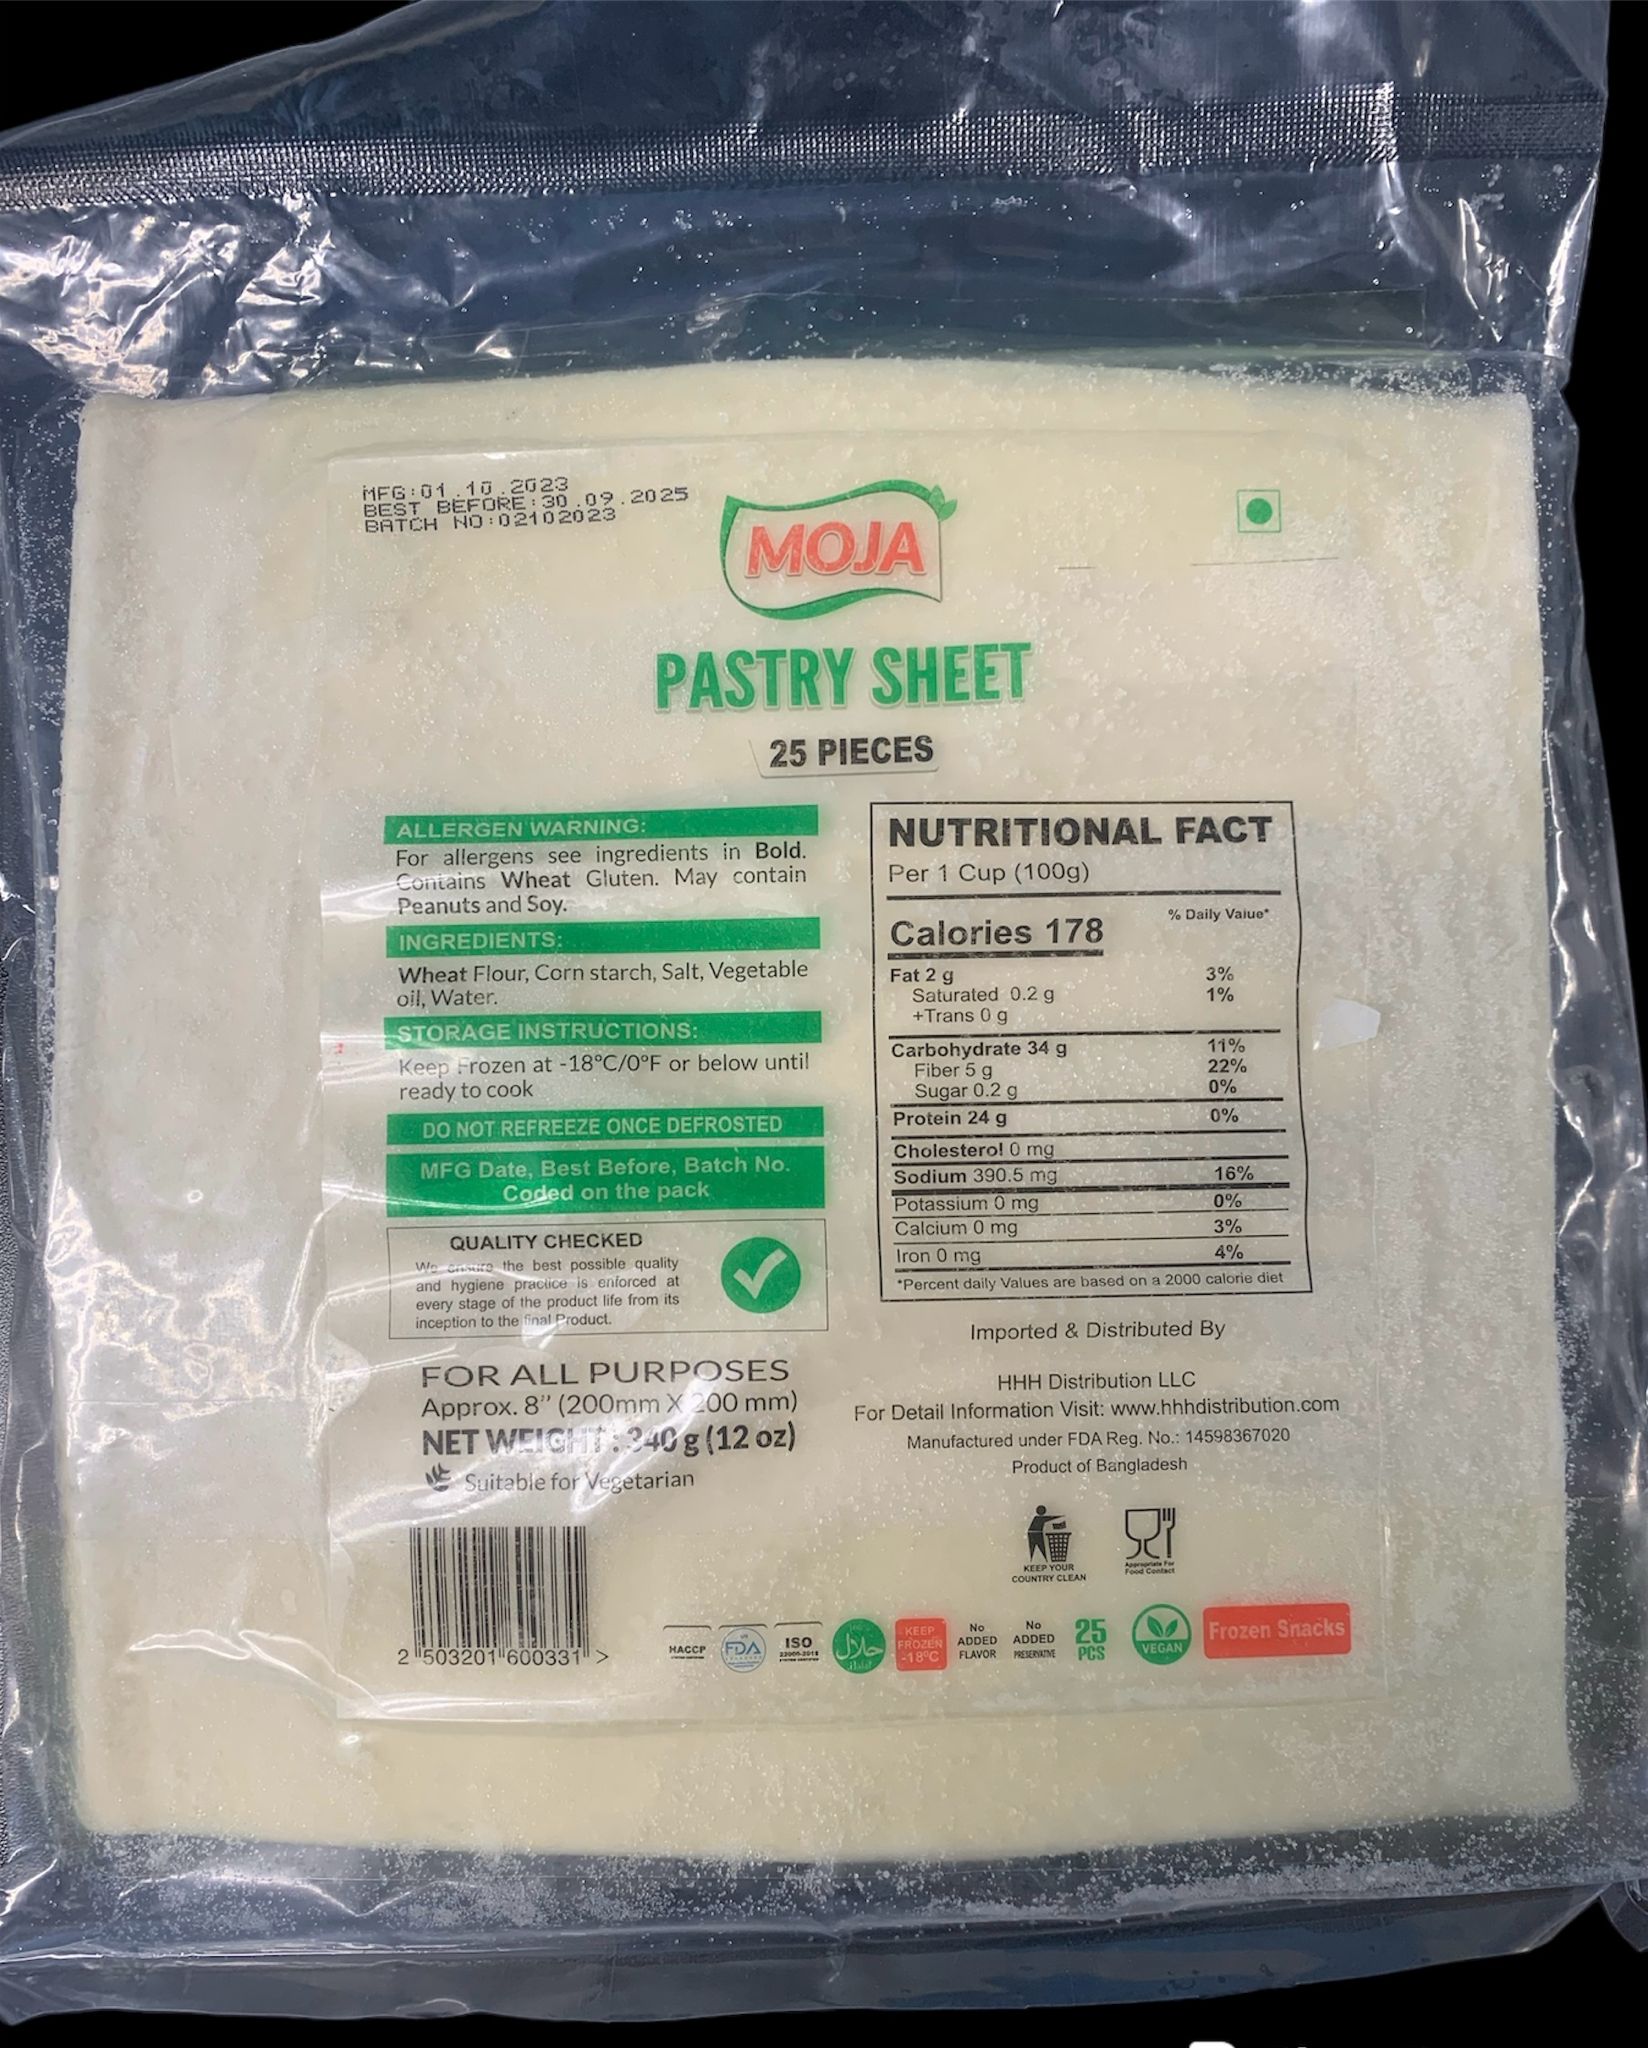 MFG:01.10.2023
BEST BEFORE:30.09.2025
BATCH NO:02102023
MOJA
PASTRY SHEET
25 PIECES
ALLERGEN WARNING:
For allergens see ingredients in Bold.
Contains Wheat Gluten. May contain
Peanuts and Soy.
INGREDIENTS:
Wheat Flour, Corn starch, Salt, Vegetable
oil, Water.
STORAGE INSTRUCTIONS:
Keep Frozen at -18°C/0°F or below until
ready to cook
DO NOT REFREEZE ONCE DEFROSTED
MFG Date, Best Before, Batch No.
Coded on the pack
QUALITY CHECKED
We ensure the best possible quality
and hygiene practice is enforced at
every stage of the product life from its
inception to the final Product.
FOR ALL PURPOSES
Approx. 8" (200mm X 200 mm)
NET WEIGHT : 340 g (12 oz)
Suitable for Vegetarian
2 503201 600331 >
NUTRITIONAL FACT
Per 1 Cup (100g)
% Daily Value*
Calories 178
Fat 2 g 3%
Saturated 0.2 g 1%
+Trans 0 g
Carbohydrate 34 g 11%
Fiber 5 g 22%
Sugar 0.2 g 0%
Protein 24 g 0%
Cholesterol 0 mg
Sodium 390.5 mg 16%
Potassium 0 mg 0%
Calcium 0 mg 3%
Iron 0 mg 4%
*Percent daily Values are based on a 2000 calorie diet
Imported & Distributed By
HHH Distribution LLC
For Detail Information Visit: www.hhhdistribution.com
Manufactured under FDA Reg. No.: 14598367020
Product of Bangladesh
KEEP YOUR
COUNTRY CLEAN
Appropriate For
Food Contact
HACCP
FDA
ISO
22000-2018
حلال
Halal
KEEP
FROZEN
-18°C
No
ADDED
FLAVOR
No
ADDED
PRESERVATIVE
25
PCS
VEGAN
Frozen Snacks